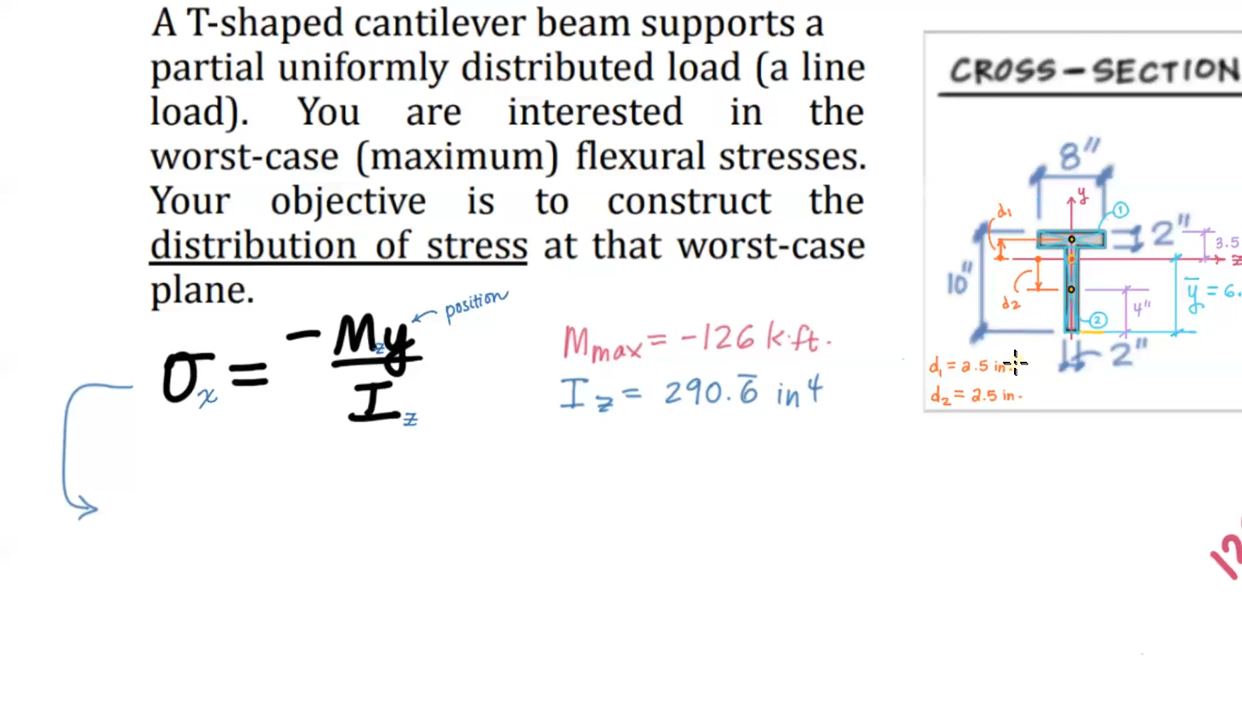 A T-shaped cantilever beam supports a
partial uniformly distributed load (a line
load). You are interested in the
worst-case (maximum) flexural stresses.
Your objective is to construct the
distribution of stress at that worst-case
plane.
σx = -Mzy / Iz
position
Mmax = -126 k·ft.
Iz = 290.6̅ in4
CROSS-SECTION
8"
y
d1
1
2"
3.5
z
10"
d2
4"
y̅ = 6.
2
2"
d1 = 2.5 in.
d2 = 2.5 in.
12